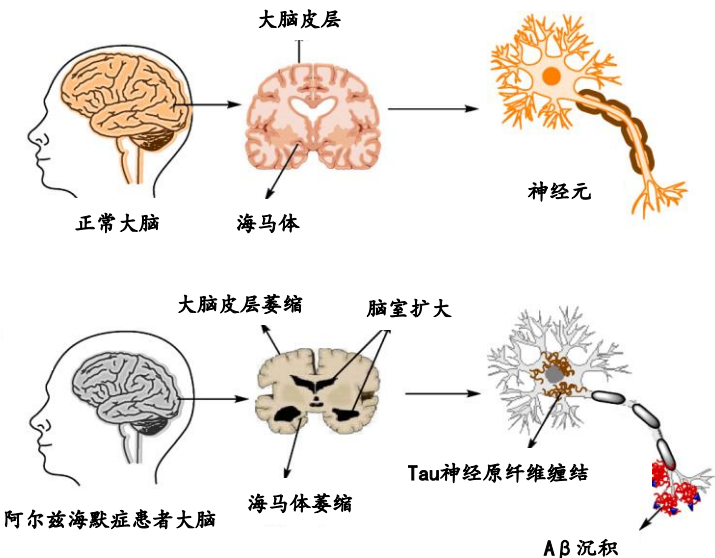 大脑皮层
正常大脑
海马体
神经元
大脑皮层萎缩
脑室扩大
阿尔兹海默症患者大脑
海马体萎缩
Tau神经原纤维缠结
Aβ沉积